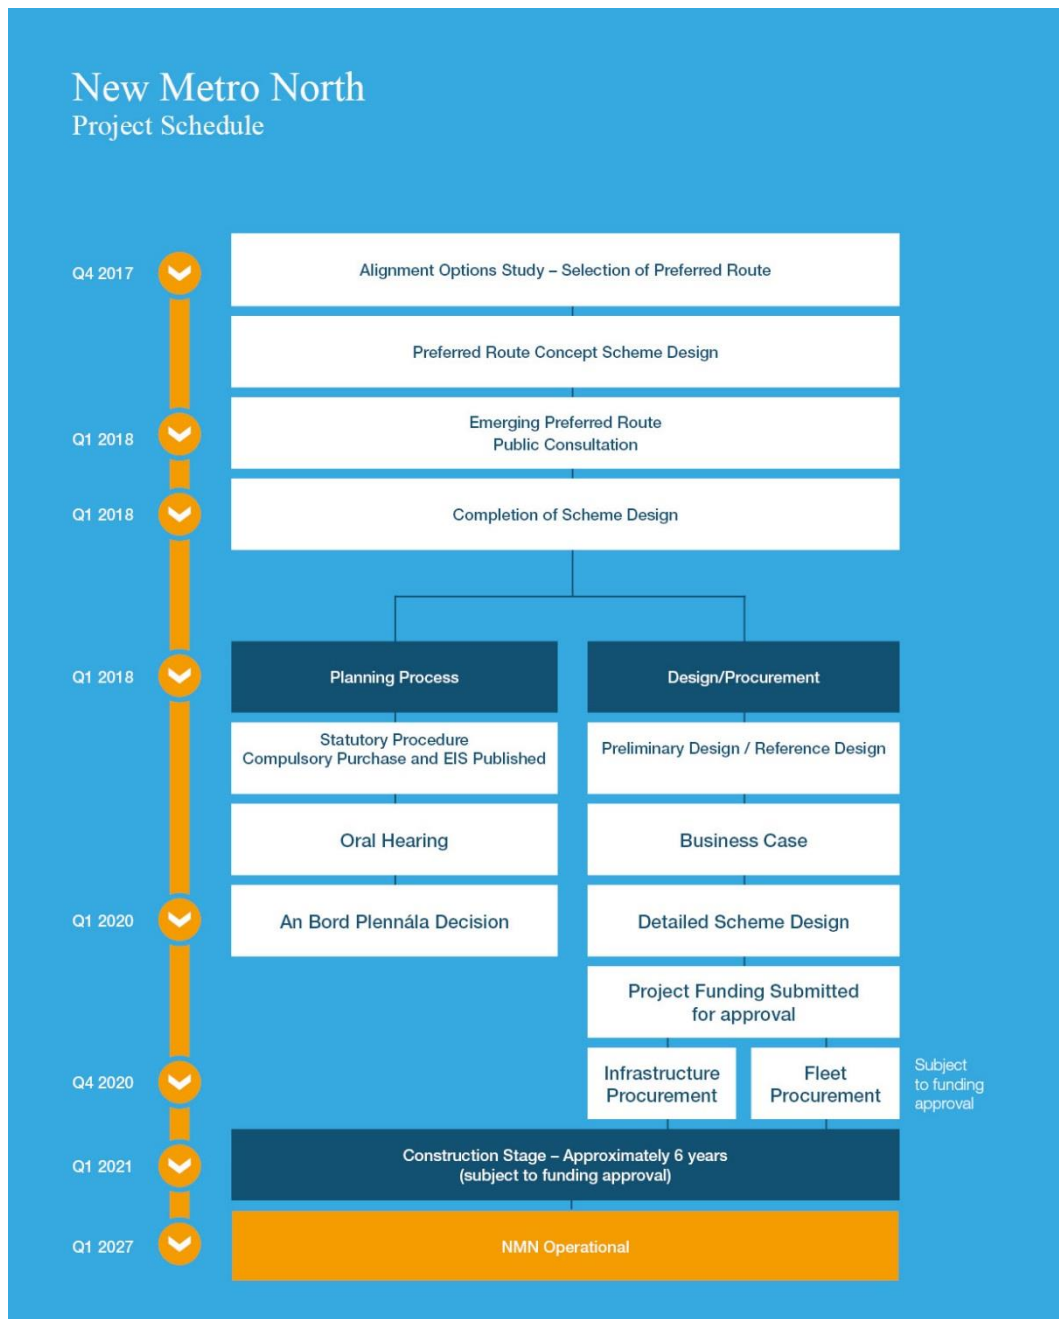 New Metro North
Project Schedule
Q4 2017
Alignment Options Study – Selection of Preferred Route
Preferred Route Concept Scheme Design
Q1 2018
Emerging Preferred Route
Public Consultation
Q1 2018
Completion of Scheme Design
Q1 2018
Planning Process
Design/Procurement
Statutory Procedure
Compulsory Purchase and EIS Published
Preliminary Design / Reference Design
Oral Hearing
Business Case
Q1 2020
An Bord Plennála Decision
Detailed Scheme Design
Project Funding Submitted
for approval
Q4 2020
Infrastructure
Procurement
Fleet
Procurement
Subject
to funding
approval
Q1 2021
Construction Stage – Approximately 6 years
(subject to funding approval)
Q1 2027
NMN Operational